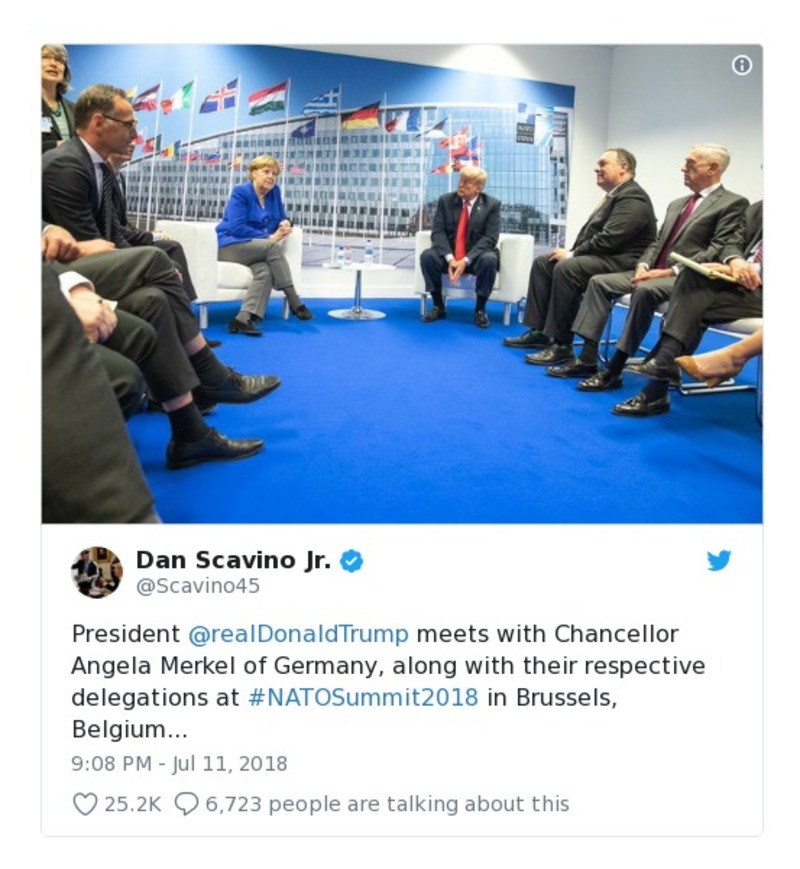 NATO
OTAN
Dan Scavino Jr.
@Scavino45
President @realDonaldTrump meets with Chancellor
Angela Merkel of Germany, along with their respective
delegations at #NATOSummit2018 in Brussels,
Belgium...
9:08 PM - Jul 11, 2018
25.2K 6,723 people are talking about this